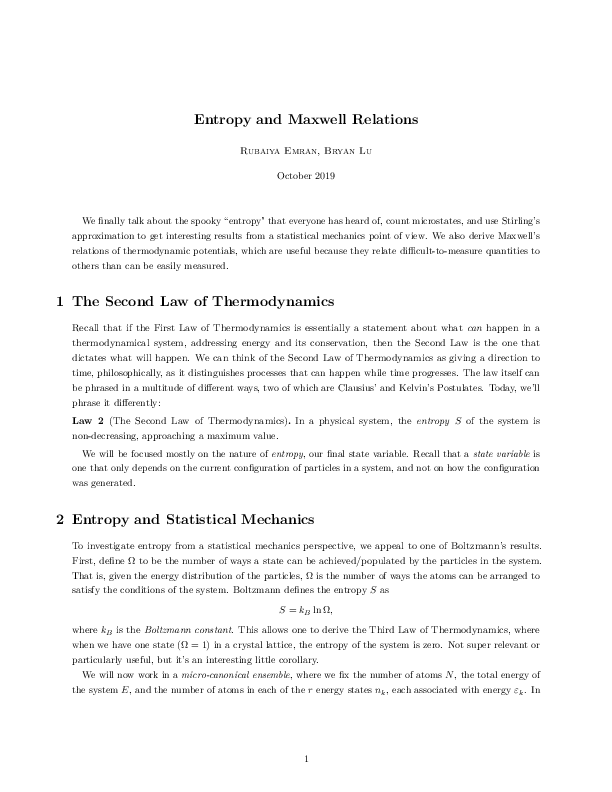 Entropy and Maxwell Relations
Rubaiya Emran, Bryan Lu
October 2019
We finally talk about the spooky “entropy" that everyone has heard of, count microstates, and use Stirling’s
approximation to get interesting results from a statistical mechanics point of view. We also derive Maxwell’s
relations of thermodynamic potentials, which are useful because they relate difficult-to-measure quantities to
others than can be easily measured.
1 The Second Law of Thermodynamics
Recall that if the First Law of Thermodynamics is essentially a statement about what can happen in a
thermodynamical system, addressing energy and its conservation, then the Second Law is the one that
dictates what will happen. We can think of the Second Law of Thermodynamics as giving a direction to
time, philosophically, as it distinguishes processes that can happen while time progresses. The law itself can
be phrased in a multitude of different ways, two of which are Clausius’ and Kelvin’s Postulates. Today, we’ll
phrase it differently:
Law 2 (The Second Law of Thermodynamics). In a physical system, the entropy S of the system is
non-decreasing, approaching a maximum value.
We will be focused mostly on the nature of entropy, our final state variable. Recall that a state variable is
one that only depends on the current configuration of particles in a system, and not on how the configuration
was generated.
2 Entropy and Statistical Mechanics
To investigate entropy from a statistical mechanics perspective, we appeal to one of Boltzmann’s results.
First, define Ω to be the number of ways a state can be achieved/populated by the particles in the system.
That is, given the energy distribution of the particles, Ω is the number of ways the atoms can be arranged to
satisfy the conditions of the system. Boltzmann defines the entropy S as
S = k_B ln Ω,
where k_B is the Boltzmann constant. This allows one to derive the Third Law of Thermodynamics, where
when we have one state (Ω = 1) in a crystal lattice, the entropy of the system is zero. Not super relevant or
particularly useful, but it’s an interesting little corollary.
We will now work in a micro-canonical ensemble, where we fix the number of atoms N, the total energy of
the system E, and the number of atoms in each of the r energy states n_k, each associated with energy ε_k. In
1